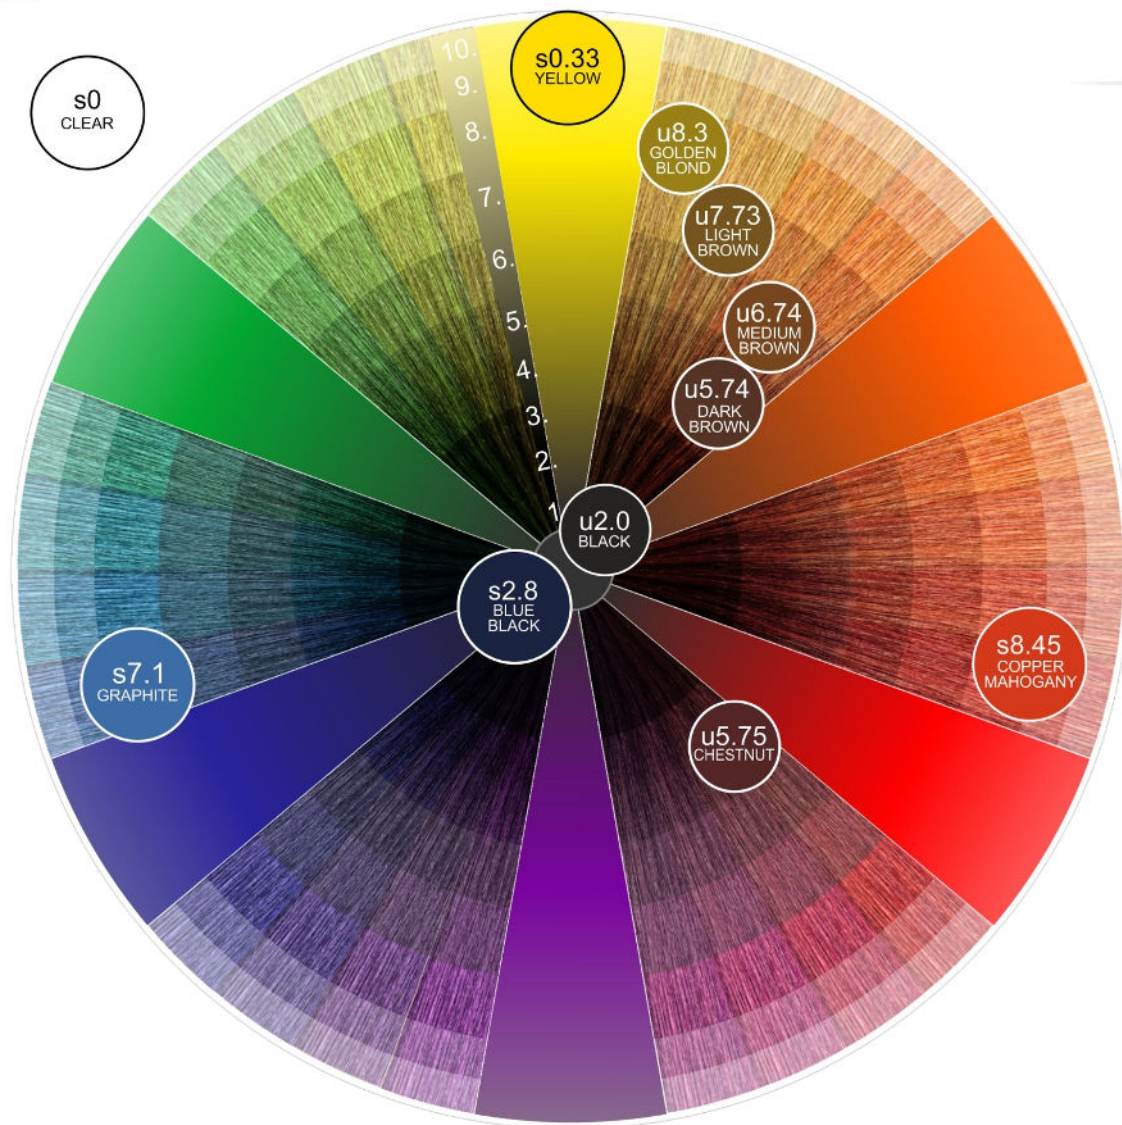 s0
CLEAR
10.
9.
8.
7.
6.
5.
4.
3.
2.
1
s0.33
YELLOW
u8.3
GOLDEN
BLOND
u7.73
LIGHT
BROWN
u6.74
MEDIUM
BROWN
u5.74
DARK
BROWN
u2.0
BLACK
s2.8
BLUE
BLACK
s7.1
GRAPHITE
s8.45
COPPER
MAHOGANY
u5.75
CHESTNUT